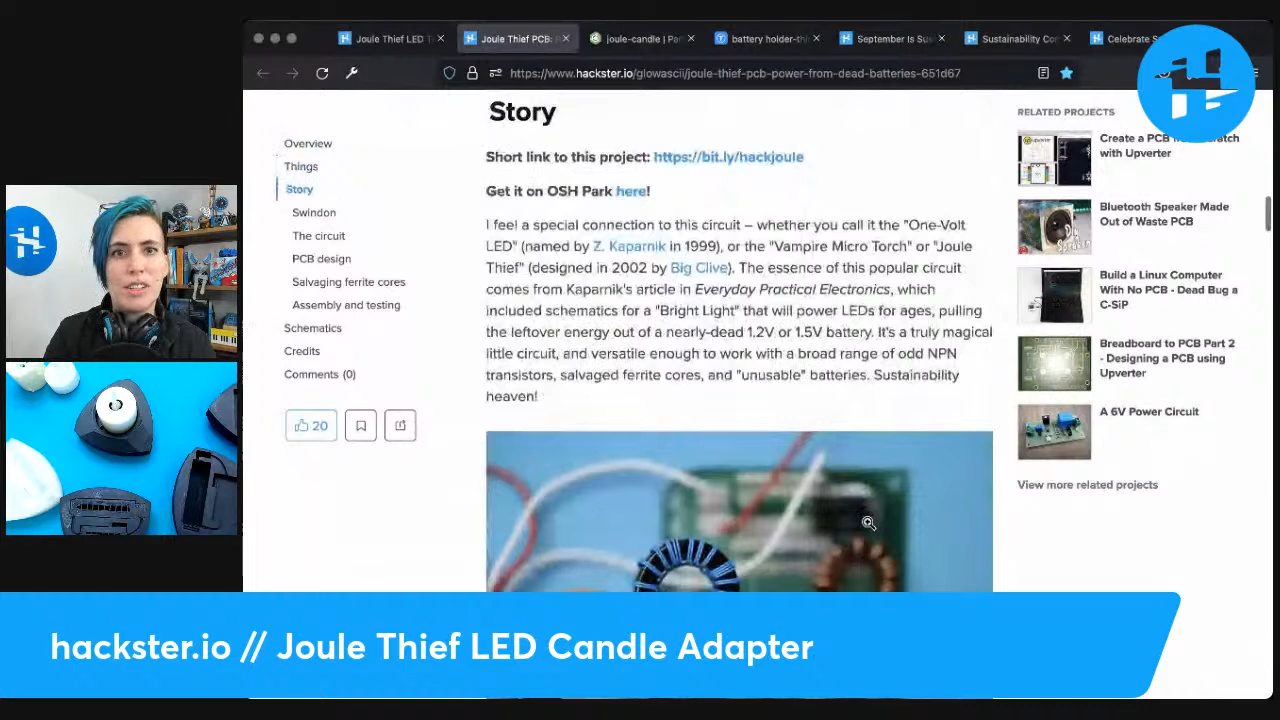 Joule Thief LED T
Joule Thief PCB:
joule-candle | Par
battery holder-thi
September Is Sus
Sustainability Co
Celebrate S
https://www.hackster.io/glowascii/joule-thief-pcb-power-from-dead-batteries-651d67
Overview
Things
Story
Swindon
The circuit
PCB design
Salvaging ferrite cores
Assembly and testing
Schematics
Credits
Comments (0)
20
Story
Short link to this project: https://bit.ly/hackjoule
Get it on OSH Park here!
I feel a special connection to this circuit – whether you call it the "One-Volt
LED" (named by Z. Kaparnik in 1999), or the "Vampire Micro Torch" or "Joule
Thief" (designed in 2002 by Big Clive). The essence of this popular circuit
comes from Kaparnik's article in Everyday Practical Electronics, which
included schematics for a "Bright Light" that will power LEDs for ages, pulling
the leftover energy out of a nearly-dead 1.2V or 1.5V battery. It's a truly magical
little circuit, and versatile enough to work with a broad range of odd NPN
transistors, salvaged ferrite cores, and "unusable" batteries. Sustainability
heaven!
RELATED PROJECTS
Create a PCB from Scratch
with Upverter
Bluetooth Speaker Made
Out of Waste PCB
Build a Linux Computer
With No PCB - Dead Bug a
C-SiP
Breadboard to PCB Part 2
- Designing a PCB using
Upverter
A 6V Power Circuit
View more related projects
hackster.io // Joule Thief LED Candle Adapter